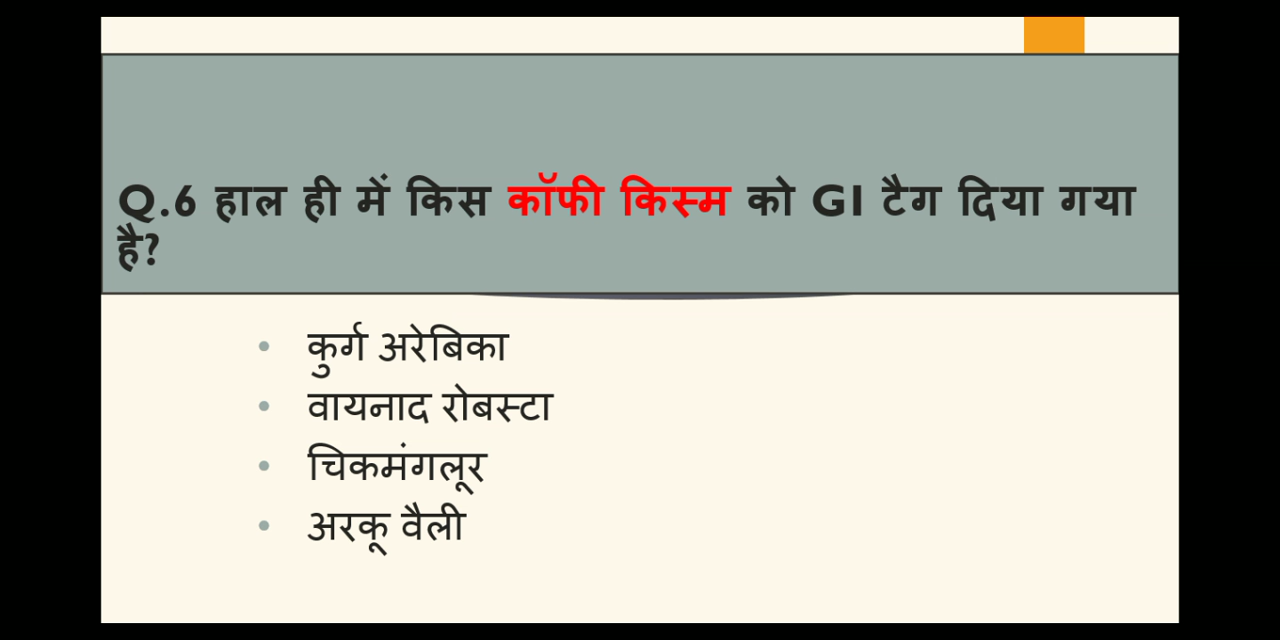 Q.6 हाल ही में किस कॉफी किस्म को GI टैग दिया गया
है?
• कुर्ग अरेबिका
• वायनाद रोबस्टा
• चिकमंगलूर
• अरकू वैली